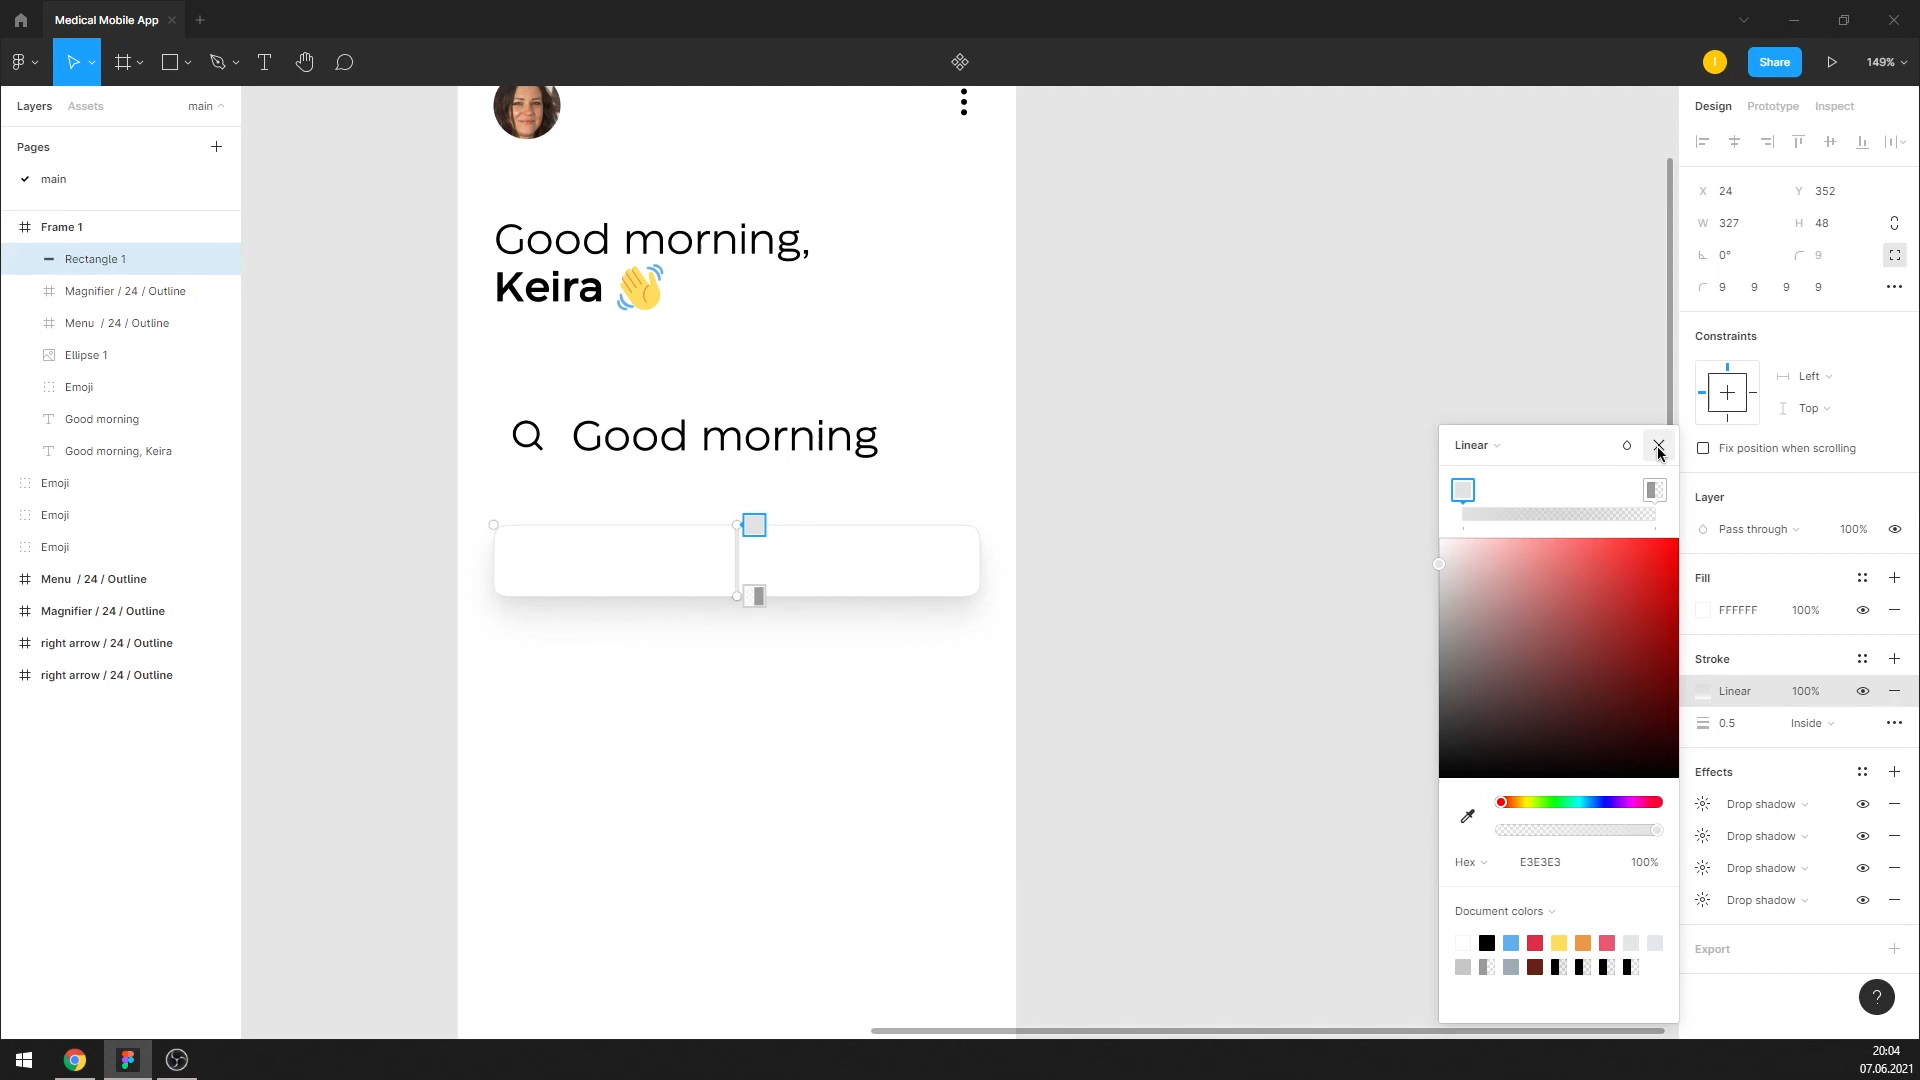 Medical Mobile App
I
Share
149%
Layers
Assets
main
Design
Prototype
Inspect
Pages
main
Frame 1
Rectangle 1
Magnifier / 24 / Outline
Menu / 24 / Outline
Ellipse 1
Emoji
Good morning
Good morning, Keira
Emoji
Emoji
Emoji
Menu / 24 / Outline
Magnifier / 24 / Outline
right arrow / 24 / Outline
right arrow / 24 / Outline
Good morning,
Keira
Good morning
Linear
Hex
E3E3E3
100%
Document colors
X 24 Y 352
W 327 H 48
0° 9
9 9 9 9
Constraints
Left
Top
Fix position when scrolling
Layer
Pass through 100%
Fill
FFFFFF 100%
Stroke
Linear 100%
0.5 Inside
Effects
Drop shadow
Drop shadow
Drop shadow
Drop shadow
Export
?
20:04
07.06.2021